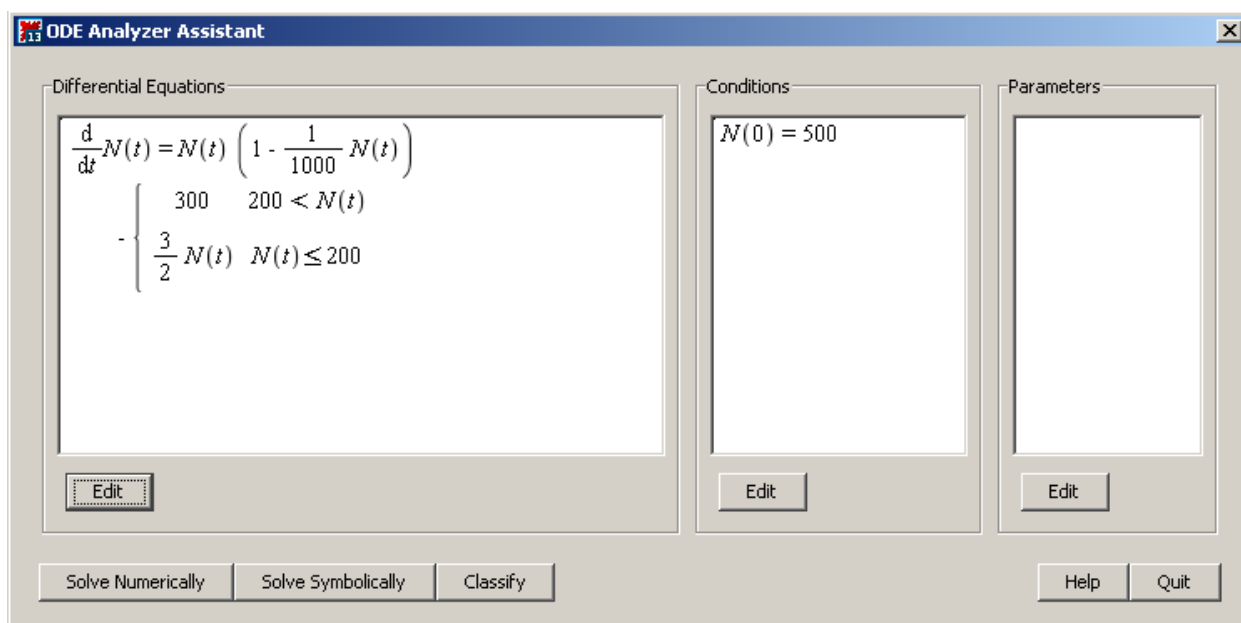 13 ODE Analyzer Assistant
Differential Equations
Conditions
Parameters
d/dt N(t) = N(t) (1 - 1/1000 N(t))
- { 300 200 < N(t)
3/2 N(t) N(t) ≤ 200
N(0) = 500
Edit
Edit
Edit
Solve Numerically
Solve Symbolically
Classify
Help
Quit